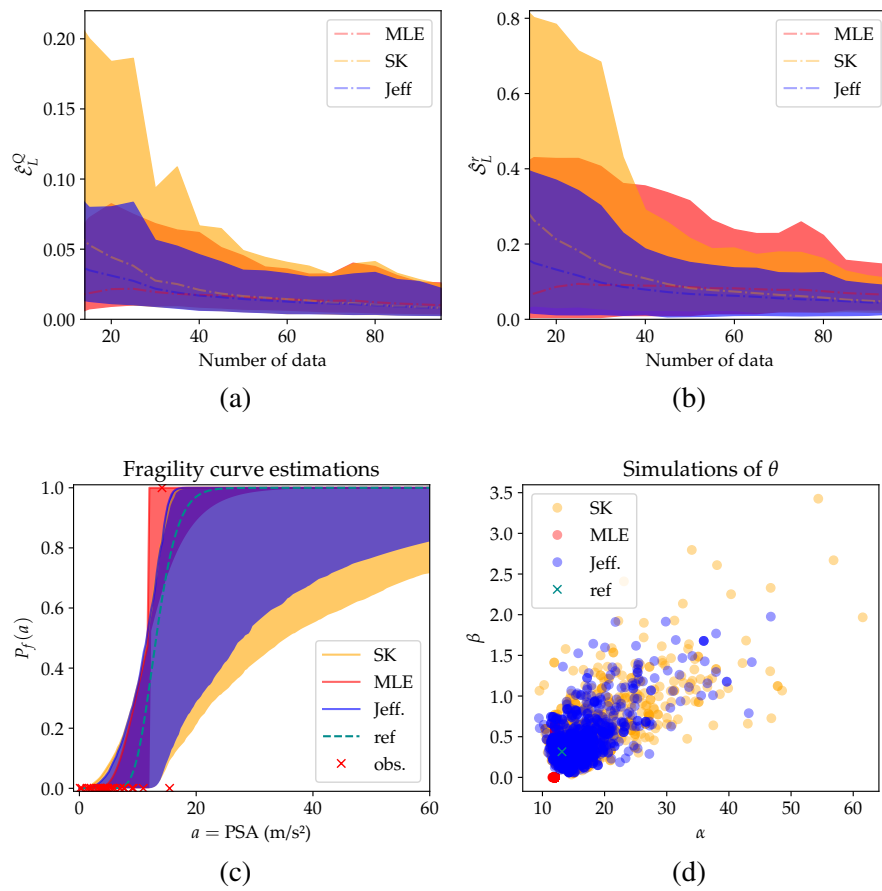 0.20
0.15
0.10
0.05
0.00
ℰ̂_L^Q
MLE
SK
Jeff
20 40 60 80
Number of data
(a)
0.8
0.6
0.4
0.2
0.0
𝒮̂_L^r
MLE
SK
Jeff
20 40 60 80
Number of data
(b)
Fragility curve estimations
1.0
0.8
0.6
0.4
0.2
0.0
P_f(a)
SK
MLE
Jeff.
ref
obs.
0 20 40 60
a = PSA (m/s²)
(c)
Simulations of θ
3.5
3.0
2.5
2.0
1.5
1.0
0.5
0.0
β
SK
MLE
Jeff.
ref
10 20 30 40 50 60
α
(d)